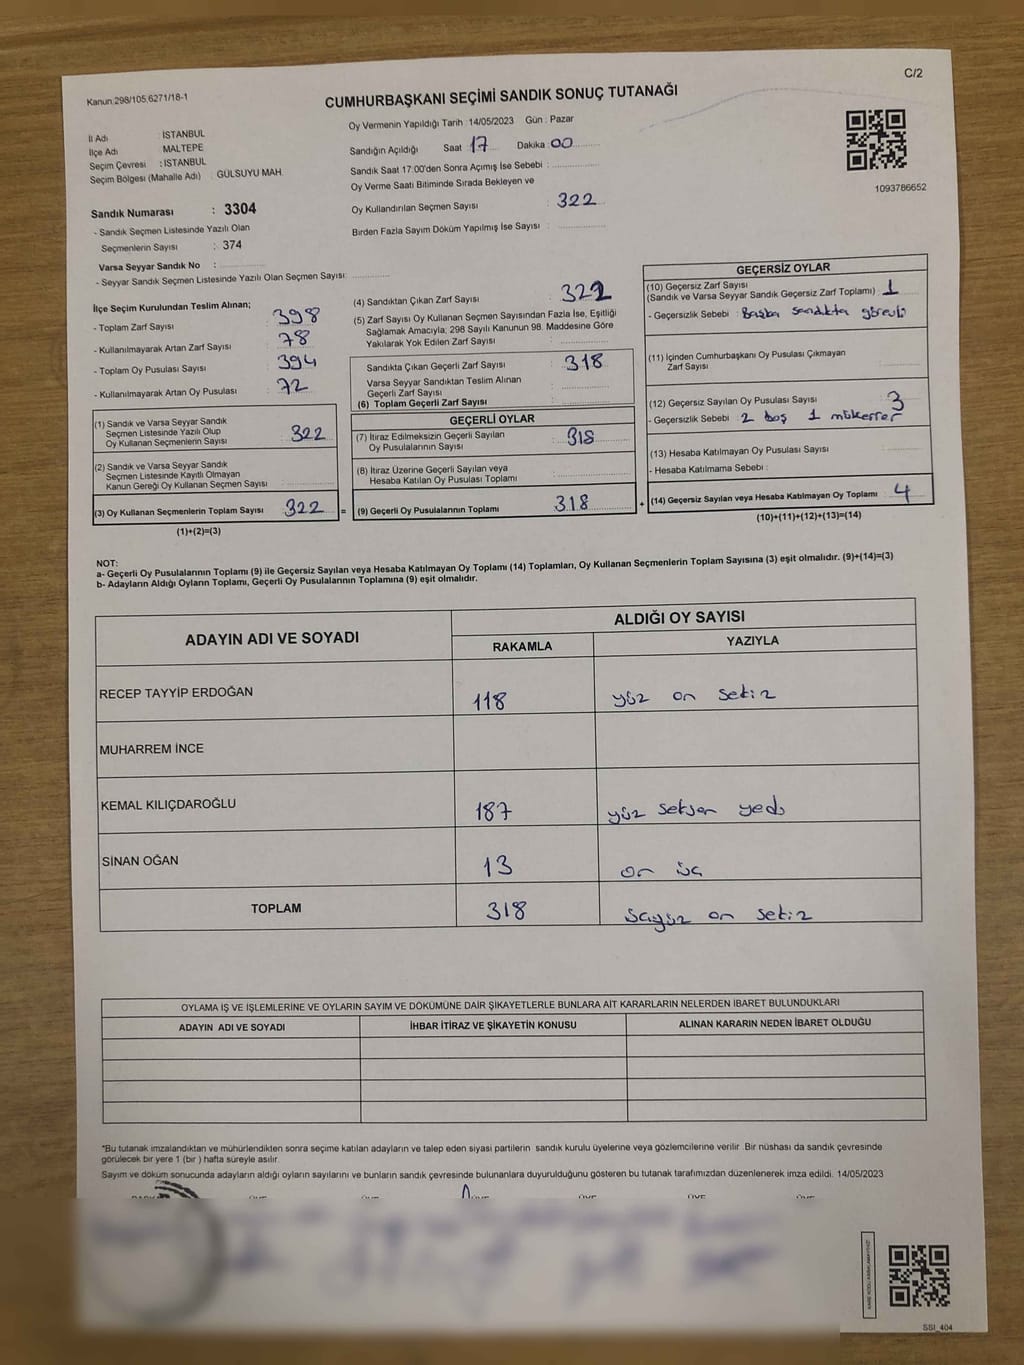 Kanun:298/105,6271/18-1
C/2
CUMHURBAŞKANI SEÇİMİ SANDIK SONUÇ TUTANAĞI
İl Adı : İSTANBUL
İlçe Adı : MALTEPE
Seçim Çevresi : İSTANBUL
Seçim Bölgesi (Mahalle Adı) : GÜLSUYU MAH.
Oy Vermenin Yapıldığı Tarih :14/05/2023 Gün : Pazar
Sandığın Açıldığı Saat 17 Dakika 00
Sandık Saat 17:00'den Sonra Açımış İse Sebebi :
Oy Verme Saati Bitiminde Sırada Bekleyen ve
Oy Kullandırılan Seçmen Sayısı : 322
Birden Fazla Sayım Döküm Yapılmış İse Sayısı :
1093786652
Sandık Numarası : 3304
- Sandık Seçmen Listesinde Yazılı Olan
Seçmenlerin Sayısı : 374
Varsa Seyyar Sandık No :
- Seyyar Sandık Seçmen Listesinde Yazılı Olan Seçmen Sayısı:
İlçe Seçim Kurulundan Teslim Alınan;
- Toplam Zarf Sayısı : 398
- Kullanılmayarak Artan Zarf Sayısı : 78
- Toplam Oy Pusulası Sayısı : 394
- Kullanılmayarak Artan Oy Pusulası : 72
(1) Sandık ve Varsa Seyyar Sandık
Seçmen Listesinde Yazılı Olup
Oy Kullanan Seçmenlerin Sayısı : 322
(2) Sandık ve Varsa Seyyar Sandık
Seçmen Listesinde Kayıtlı Olmayan
Kanun Gereği Oy Kullanan Seçmen Sayısı :
(3) Oy Kullanan Seçmenlerin Toplam Sayısı : 322 =
(1)+(2)=(3)
(4) Sandıktan Çıkan Zarf Sayısı : 322
(5) Zarf Sayısı Oy Kullanan Seçmen Sayısından Fazla İse, Eşitliği
Sağlamak Amacıyla; 298 Sayılı Kanunun 98. Maddesine Göre
Yakılarak Yok Edilen Zarf Sayısı :
Sandıkta Çıkan Geçerli Zarf Sayısı : 318
Varsa Seyyar Sandıktan Teslim Alınan
Geçerli Zarf Sayısı :
(6) Toplam Geçerli Zarf Sayısı :
GEÇERLİ OYLAR
(7) İtiraz Edilmeksizin Geçerli Sayılan
Oy Pusulalarının Sayısı : 318
(8) İtiraz Üzerine Geçerli Sayılan veya
Hesaba Katılan Oy Pusulası Toplamı :
(9) Geçerli Oy Pusulalarının Toplamı : 318 +
GEÇERSİZ OYLAR
(10) Geçersiz Zarf Sayısı
(Sandık ve Varsa Seyyar Sandık Geçersiz Zarf Toplamı) : 1
- Geçersizlik Sebebi : Başka sandıkta görevli
(11) İçinden Cumhurbaşkanı Oy Pusulası Çıkmayan
Zarf Sayısı
(12) Geçersiz Sayılan Oy Pusulası Sayısı : 3
- Geçersizlik Sebebi : 2 boş 1 mükerrer
(13) Hesaba Katılmayan Oy Pusulası Sayısı
- Hesaba Katılmama Sebebi :
(14) Geçersiz Sayılan veya Hesaba Katılmayan Oy Toplamı : 4
(10)+(11)+(12)+(13)=(14)
NOT:
a- Geçerli Oy Pusulalarının Toplamı (9) ile Geçersiz Sayılan veya Hesaba Katılmayan Oy Toplamı (14) Toplamları, Oy Kullanan Seçmenlerin Toplam Sayısına (3) eşit olmalıdır. (9)+(14)=(3)
b- Adayların Aldığı Oyların Toplamı, Geçerli Oy Pusulalarının Toplamına (9) eşit olmalıdır.
ADAYIN ADI VE SOYADI
ALDIĞI OY SAYISI
RAKAMLA YAZIYLA
RECEP TAYYİP ERDOĞAN 118 yüz on sekiz
MUHARREM İNCE
KEMAL KILIÇDAROĞLU 187 yüz seksen yedi
SİNAN OĞAN 13 on üç
TOPLAM 318 üçyüz on sekiz
OYLAMA İŞ VE İŞLEMLERİNE VE OYLARIN SAYIM VE DÖKÜMÜNE DAİR ŞİKAYETLERLE BUNLARA AİT KARARLARIN NELERDEN İBARET BULUNDUKLARI
ADAYIN ADI VE SOYADI İHBAR İTİRAZ VE ŞİKAYETİN KONUSU ALINAN KARARIN NEDEN İBARET OLDUĞU
*Bu tutanak imzalandıktan ve mühürlendikten sonra seçime katılan adayların ve talep eden siyasi partilerin sandık kurulu üyelerine veya gözlemcilerine verilir. Bir nüshası da sandık çevresinde
görülecek bir yere 1 (bir ) hafta süreyle asılır.
Sayım ve döküm sonucunda adayların aldığı oyların sayılarını ve bunların sandık çevresinde bulunanlara duyurulduğunu gösteren bu tutanak tarafımızdan düzenlenerek imza edildi. 14/05/2023
SSI_404